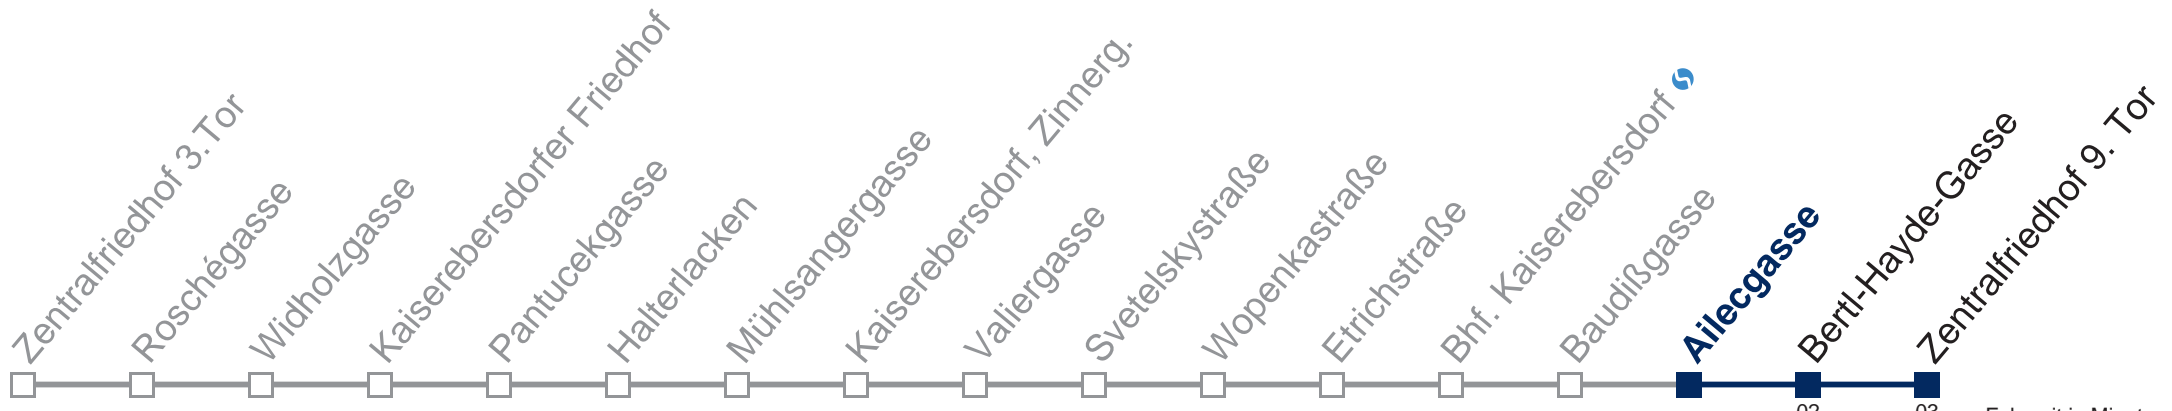 Zentralfriedhof 3.Tor
Roschégasse
Widholzgasse
Kaiserebersdorfer Friedhof
Pantucekgasse
Halterlacken
Mühlsangergasse
Kaiserebersdorf, Zinnerg.
Valiergasse
Svetelskystraße
Wopenkastraße
Etrichstraße
Bhf. Kaiserebersdorf
Baudißgasse
Ailecgasse
Bertl-Hayde-Gasse
Zentralfriedhof 9. Tor